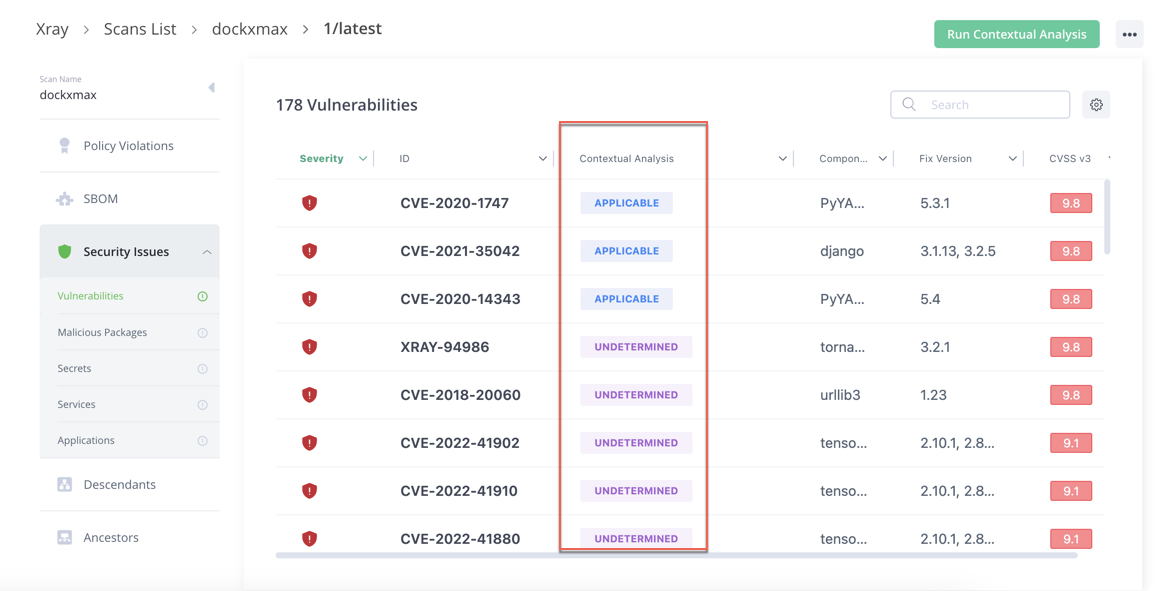 Xray > Scans List > dockxmax > 1/latest
Run Contextual Analysis
Scan Name
dockxmax
Policy Violations
SBOM
Security Issues
Vulnerabilities
Malicious Packages
Secrets
Services
Applications
Descendants
Ancestors
178 Vulnerabilities
Search
Severity ID Contextual Analysis Compon... Fix Version CVSS v3
CVE-2020-1747 APPLICABLE PyYA... 5.3.1 9.8
CVE-2021-35042 APPLICABLE django 3.1.13, 3.2.5 9.8
CVE-2020-14343 APPLICABLE PyYA... 5.4 9.8
XRAY-94986 UNDETERMINED torna... 3.2.1 9.8
CVE-2018-20060 UNDETERMINED urllib3 1.23 9.8
CVE-2022-41902 UNDETERMINED tenso... 2.10.1, 2.8... 9.1
CVE-2022-41910 UNDETERMINED tenso... 2.10.1, 2.8... 9.1
CVE-2022-41880 UNDETERMINED tenso... 2.10.1, 2.8... 9.1